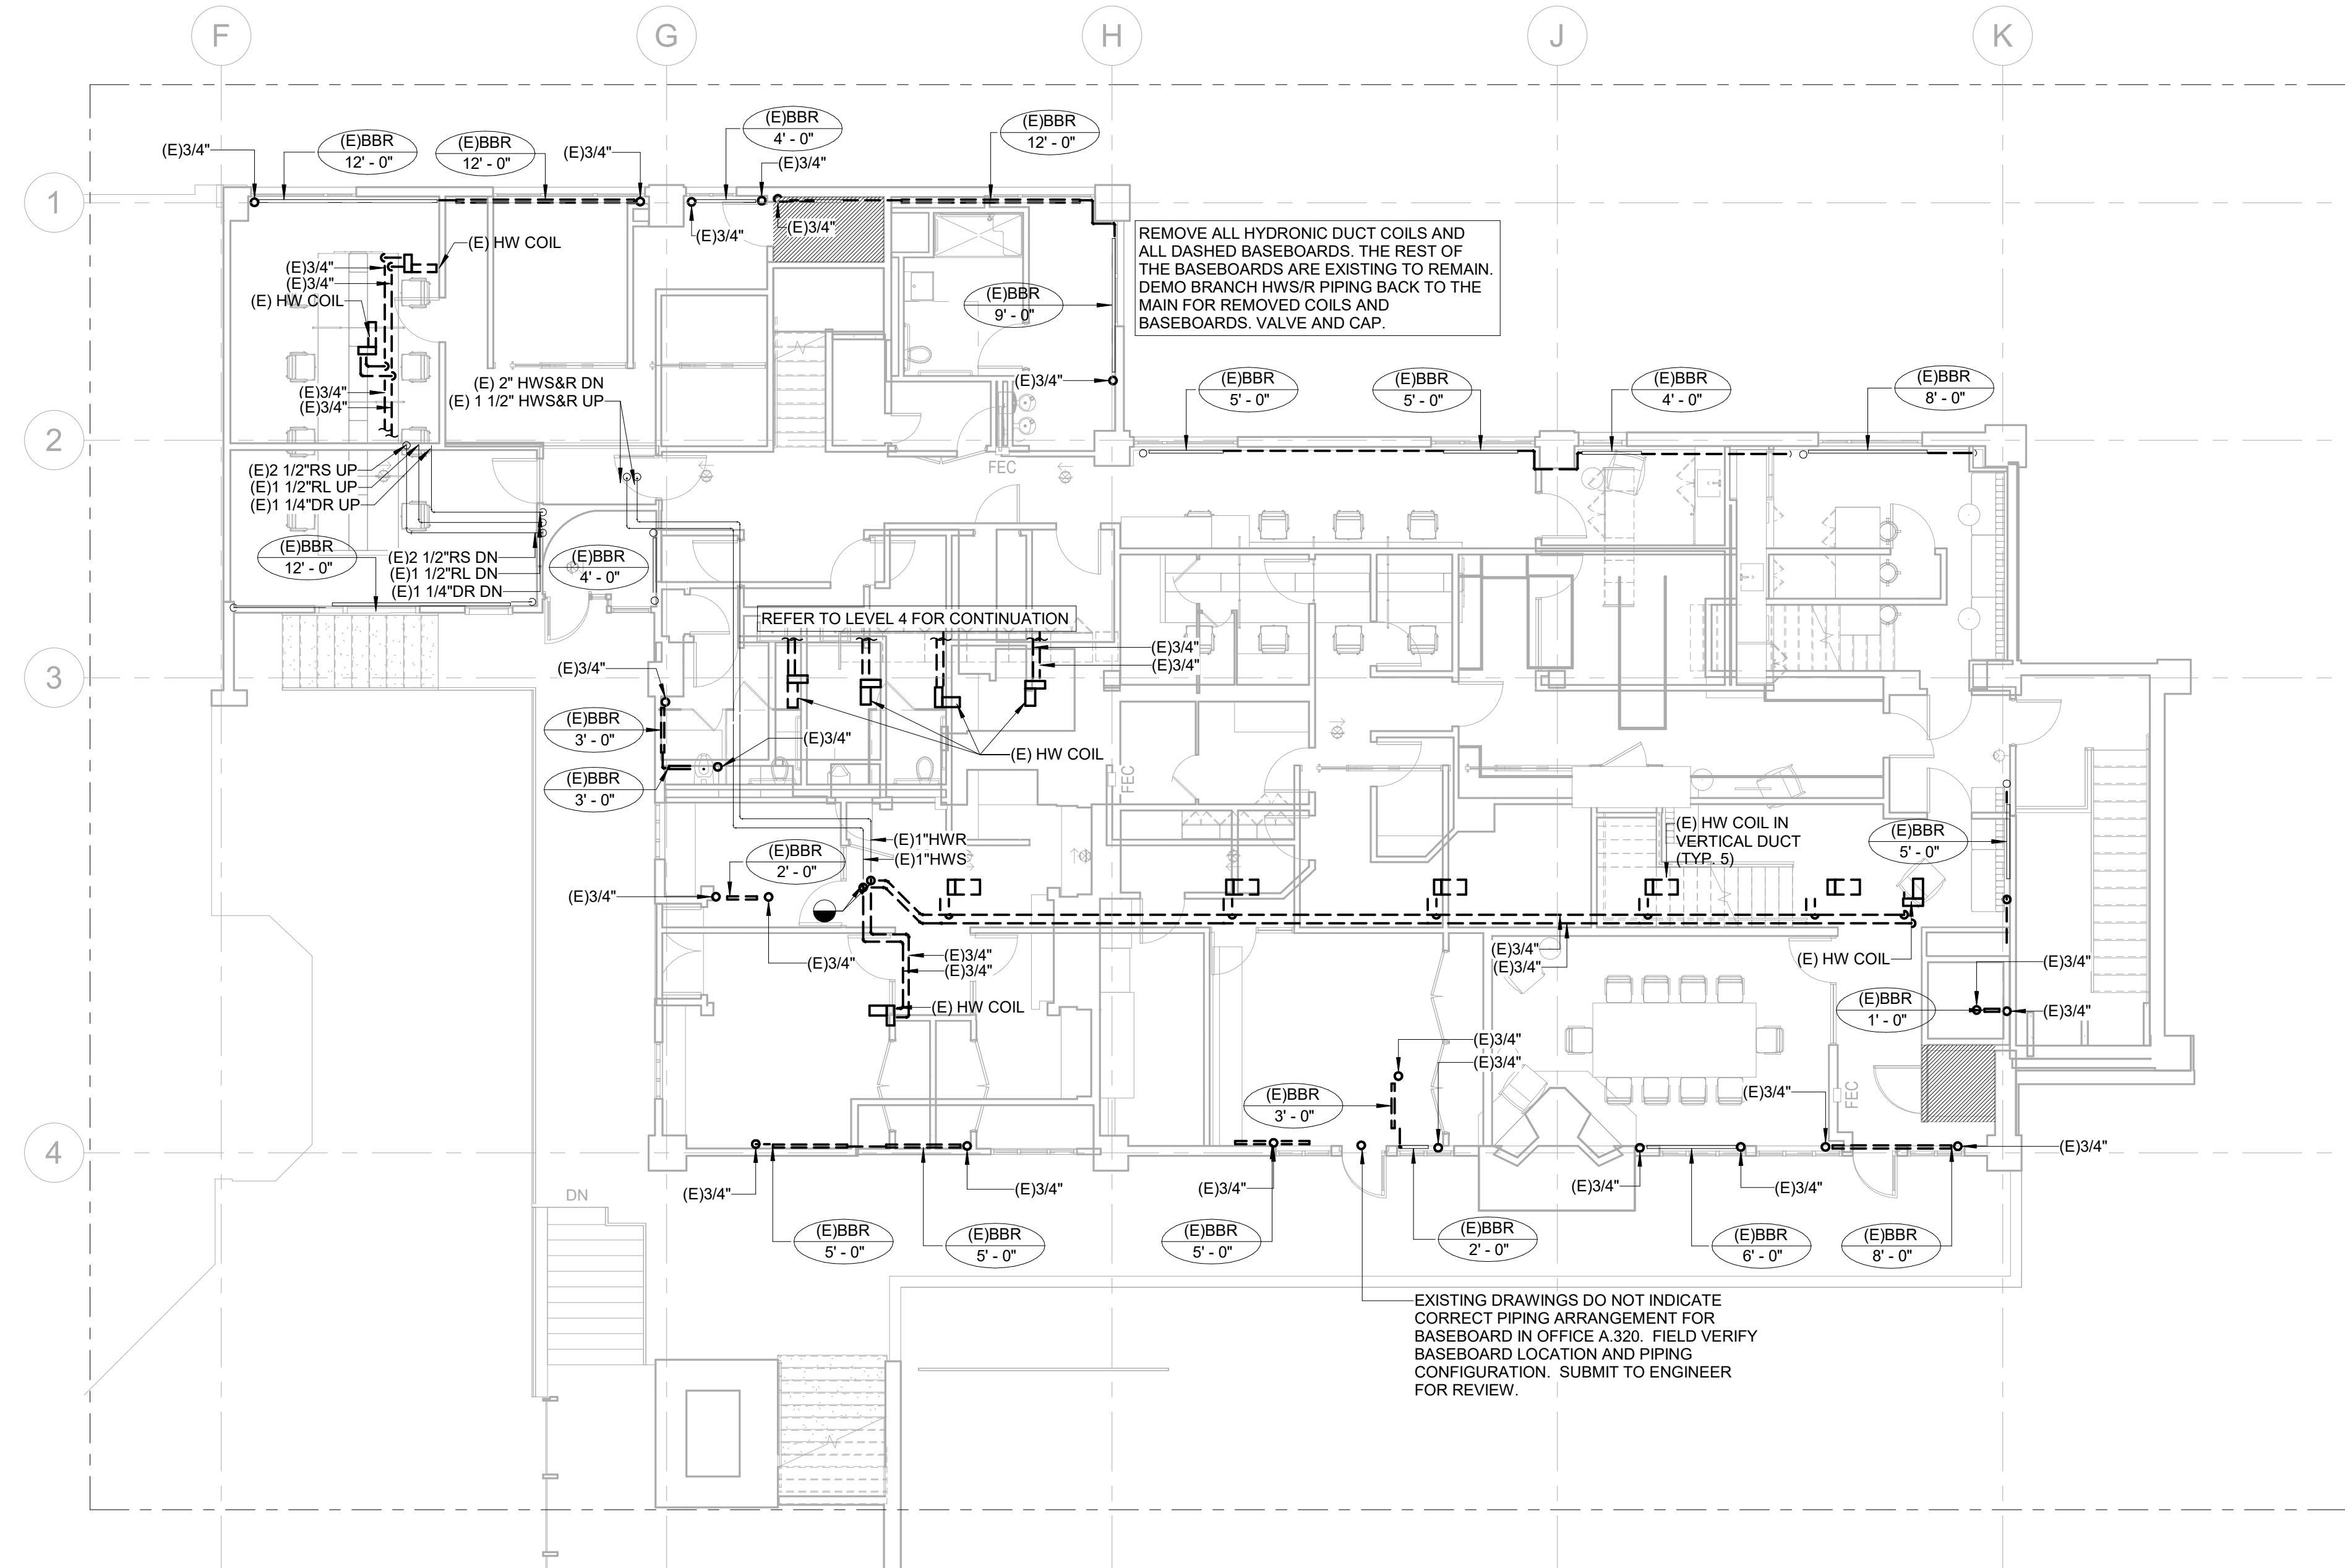 F
G
H
J
K
(E)BBR
4' - 0"
(E)BBR
12' - 0"
(E)BBR
12' - 0"
(E)BBR
12' - 0"
(E)3/4"
(E)3/4"
(E)3/4"
1
(E)3/4"
(E)3/4"
(E) HW COIL
REMOVE ALL HYDRONIC DUCT COILS AND
ALL DASHED BASEBOARDS. THE REST OF
THE BASEBOARDS ARE EXISTING TO REMAIN.
DEMO BRANCH HWS/R PIPING BACK TO THE
MAIN FOR REMOVED COILS AND
BASEBOARDS. VALVE AND CAP.
(E)3/4"
(E)3/4"
(E) HW COIL
(E)BBR
9' - 0"
(E)3/4"
(E)3/4"
(E) 2" HWS&R DN
(E) 1 1/2" HWS&R UP
(E)3/4"
(E)BBR
5' - 0"
(E)BBR
5' - 0"
(E)BBR
4' - 0"
(E)BBR
8' - 0"
2
(E)2 1/2"RS UP
(E)1 1/2"RL UP
(E)1 1/4"DR UP
FEC
(E)BBR
12' - 0"
(E)2 1/2"RS DN
(E)1 1/2"RL DN
(E)1 1/4"DR DN
(E)BBR
4' - 0"
REFER TO LEVEL 4 FOR CONTINUATION
(E)3/4"
(E)3/4"
3
(E)3/4"
(E)BBR
3' - 0"
(E)BBR
3' - 0"
(E)3/4"
(E) HW COIL
FEC
(E)1"HWR
(E)1"HWS
(E)BBR
2' - 0"
(E) HW COIL IN
VERTICAL DUCT
(TYP. 5)
(E)BBR
5' - 0"
(E)3/4"
(E)3/4"
(E)3/4"
(E)3/4"
(E) HW COIL
(E)3/4"
(E)3/4"
(E) HW COIL
(E)3/4"
(E)BBR
1' - 0"
(E)3/4"
(E)3/4"
(E)3/4"
(E)BBR
3' - 0"
(E)3/4"
FEC
4
(E)3/4"
(E)3/4"
(E)3/4"
(E)3/4"
(E)3/4"
(E)3/4"
DN
(E)BBR
5' - 0"
(E)BBR
5' - 0"
(E)BBR
5' - 0"
(E)BBR
2' - 0"
(E)BBR
6' - 0"
(E)BBR
8' - 0"
EXISTING DRAWINGS DO NOT INDICATE
CORRECT PIPING ARRANGEMENT FOR
BASEBOARD IN OFFICE A.320.  FIELD VERIFY
BASEBOARD LOCATION AND PIPING
CONFIGURATION.  SUBMIT TO ENGINEER
FOR REVIEW.